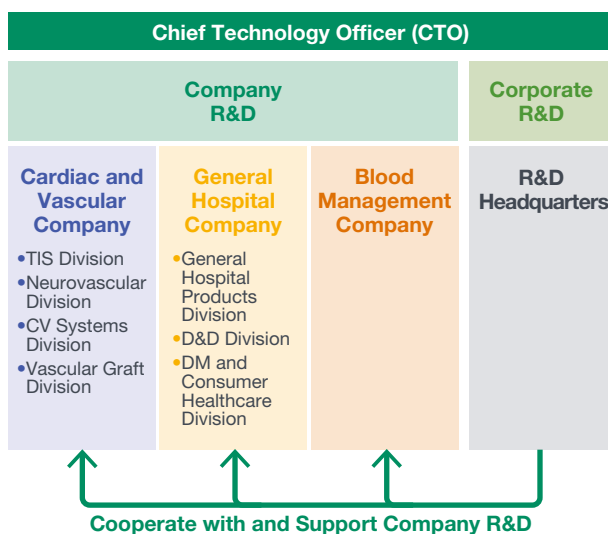 Chief Technology Officer (CTO)
Company
R&D
Corporate
R&D
Cardiac and
Vascular
Company
•TIS Division
•Neurovascular
Division
•CV Systems
Division
•Vascular Graft
Division
General
Hospital
Company
•General
Hospital
Products
Division
•D&D Division
•DM and
Consumer
Healthcare
Division
Blood
Management
Company
R&D
Headquarters
Cooperate with and Support Company R&D